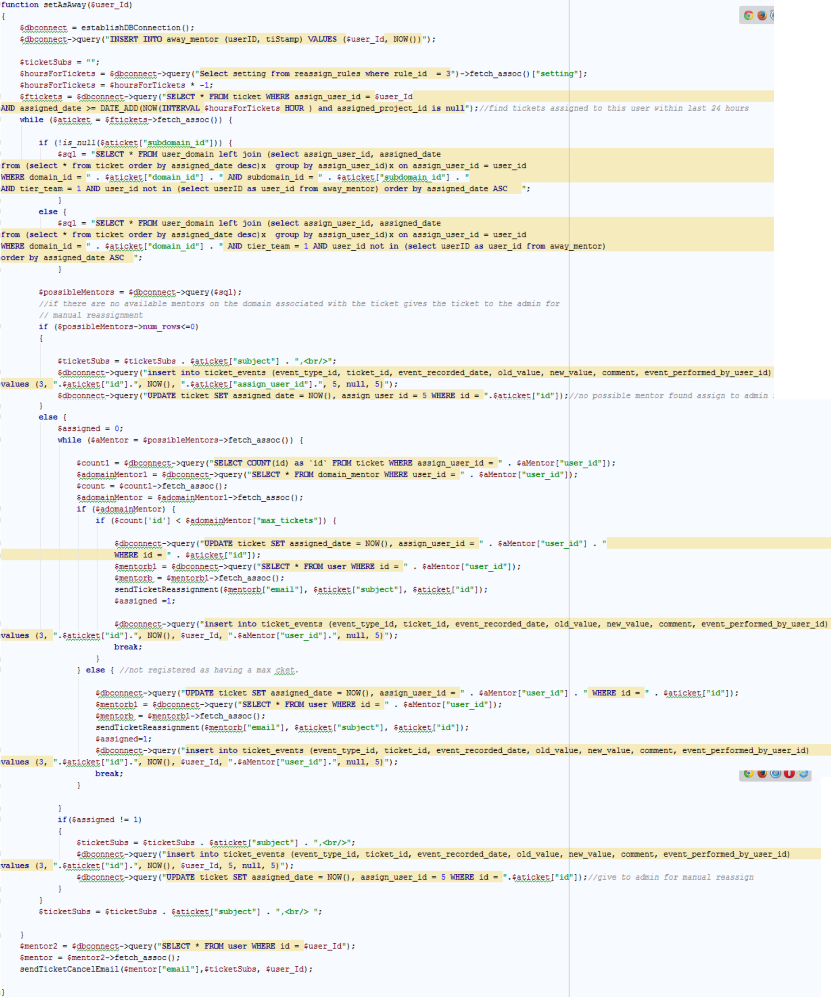 function setAsAway($user_Id)
{
    $dbconnect = establishDBConnection();
    $dbconnect->query("INSERT INTO away_mentor (userID, tiStamp) VALUES ($user_Id, NOW())");

    $ticketSubs = "";
    $hoursForTickets = $dbconnect->query("Select setting from reassign_rules where rule_id  = 3")->fetch_assoc()["setting"];
    $hoursForTickets = $hoursForTickets * -1;
    $ftickets = $dbconnect->query("SELECT * FROM ticket WHERE assign_user_id = $user_Id
AND assigned_date >= DATE_ADD(NOW(INTERVAL $hoursForTickets HOUR ) and assigned_project_id is null");//find tickets assigned to this user within last 24 hours
    while ($aticket = $ftickets->fetch_assoc()) {

        if (!is_null($aticket["subdomain_id"])) {
            $sql = "SELECT * FROM user_domain left join (select assign_user_id, assigned_date
from (select * from ticket order by assigned_date desc)x  group by assign_user_id)x on assign_user_id = user_id
WHERE domain_id = " . $aticket["domain_id"] . " AND subdomain_id = " . $aticket["subdomain_id"] . "
AND tier_team = 1 AND user_id not in (select userID as user_id from away_mentor) order by assigned_date ASC   ";
            }
        else {
            $sql = "SELECT * FROM user_domain left join (select assign_user_id, assigned_date
from (select * from ticket order by assigned_date desc)x  group by assign_user_id)x on assign_user_id = user_id
WHERE domain_id = " . $aticket["domain_id"] . " AND tier_team = 1 AND user_id not in (select userID as user_id from away_mentor)
order by assigned_date ASC  ";
            }

        $possibleMentors = $dbconnect->query($sql);
        //if there are no available mentors on the domain associated with the ticket gives the ticket to the admin for
        // manual reassignment
        if ($possibleMentors->num_rows<=0)
        {

            $ticketSubs = $ticketSubs . $aticket["subject"] . ",<br/>";
            $dbconnect->query("insert into ticket_events (event_type_id, ticket_id, event_recorded_date, old_value, new_value, comment, event_performed_by_user_id)
values (3, ".$aticket["id"].", NOW(), ".$aticket["assign_user_id"].", 5, null, 5)");
            $dbconnect->query("UPDATE ticket SET assigned_date = NOW(), assign_user_id = 5 WHERE id = ".$aticket["id"]);//no possible mentor found assign to admin
        }
        else {
            $assigned = 0;
            while ($aMentor = $possibleMentors->fetch_assoc()) {

                $count1 = $dbconnect->query("SELECT COUNT(id) as `id` FROM ticket WHERE assign_user_id = " . $aMentor["user_id"]);
                $adomainMentor1 = $dbconnect->query("SELECT * FROM domain_mentor WHERE user_id = " . $aMentor["user_id"]);
                $count = $count1->fetch_assoc();
                $adomainMentor = $adomainMentor1->fetch_assoc();
                if ($adomainMentor) {
                    if ($count['id'] < $adomainMentor["max_tickets"]) {

                        $dbconnect->query("UPDATE ticket SET assigned_date = NOW(), assign_user_id = " . $aMentor["user_id"] . "
                        WHERE id = " . $aticket["id"]);
                        $mentorb1 = $dbconnect->query("SELECT * FROM user WHERE id = " . $aMentor["user_id"]);
                        $mentorb = $mentorb1->fetch_assoc();
                        sendTicketReassignment($mentorb["email"], $aticket["subject"], $aticket["id"]);
                        $assigned =1;

                        $dbconnect->query("insert into ticket_events (event_type_id, ticket_id, event_recorded_date, old_value, new_value, comment, event_performed_by_user_id)
values (3, ".$aticket["id"].", NOW(), $user_Id, ".$aMentor["user_id"].", null, 5)");
                        break;
                    }
                } else { //not registered as having a max cket.

                    $dbconnect->query("UPDATE ticket SET assigned_date = NOW(), assign_user_id = " . $aMentor["user_id"] . " WHERE id = " . $aticket["id"]);
                    $mentorb1 = $dbconnect->query("SELECT * FROM user WHERE id = " . $aMentor["user_id"]);
                    $mentorb = $mentorb1->fetch_assoc();
                    sendTicketReassignment($mentorb["email"], $aticket["subject"], $aticket["id"]);
                    $assigned=1;
                    $dbconnect->query("insert into ticket_events (event_type_id, ticket_id, event_recorded_date, old_value, new_value, comment, event_performed_by_user_id)
values (3, ".$aticket["id"].", NOW(), $user_Id, ".$aMentor["user_id"].", null, 5)");
                    break;
                }

            }
            if($assigned != 1)
            {
                $ticketSubs = $ticketSubs . $aticket["subject"] . ",<br/>";
                $dbconnect->query("insert into ticket_events (event_type_id, ticket_id, event_recorded_date, old_value, new_value, comment, event_performed_by_user_id)
values (3, ".$aticket["id"].", NOW(), $user_Id, 5, null, 5)");
                $dbconnect->query("UPDATE ticket SET assigned_date = NOW(), assign_user_id = 5 WHERE id = ".$aticket["id"]);//give to admin for manual reassign
            }
        }
        $ticketSubs = $ticketSubs . $aticket["subject"] . ",<br/> ";

    }
    $mentor2 = $dbconnect->query("SELECT * FROM user WHERE id = $user_Id");
    $mentor = $mentor2->fetch_assoc();
    sendTicketCancelEmail($mentor["email"],$ticketSubs, $user_Id);

}